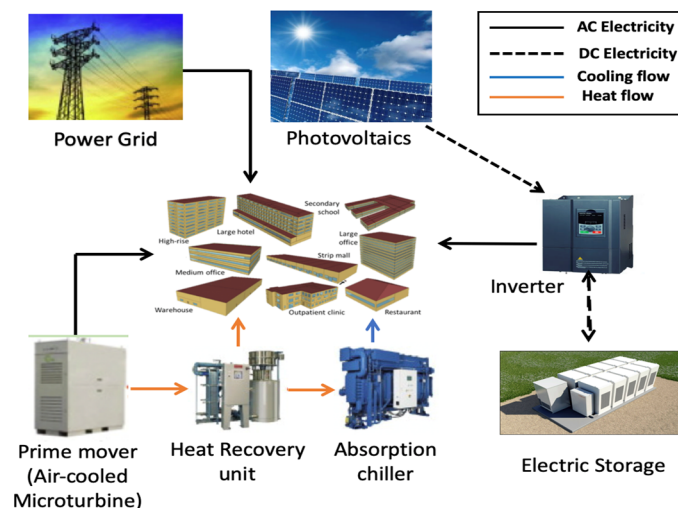 AC Electricity
DC Electricity
Cooling flow
Heat flow
Power Grid
Photovoltaics
Secondary
school
Large hotel
High-rise
Large
office
Strip mall
Medium office
Warehouse
Outpatient clinic
Restaurant
Inverter
Prime mover
(Air-cooled
Microturbine)
Heat Recovery
unit
Absorption
chiller
Electric Storage